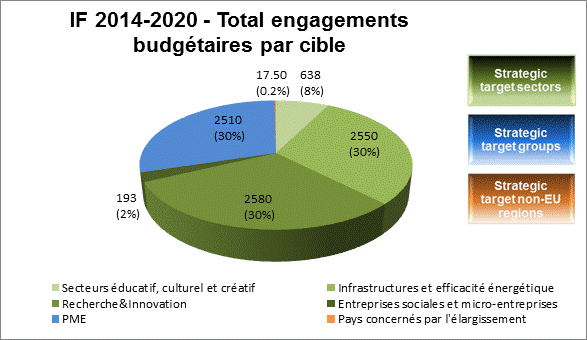 IF 2014-2020 - Total engagements
budgétaires par cible
17.50
(0.2%)
638
(8%)
2510
(30%)
2550
(30%)
193
(2%)
2580
(30%)
Strategic
target sectors
Strategic
target groups
Strategic
target non-EU
regions
Secteurs éducatif, culturel et créatif
Infrastructures et efficacité énergétique
Recherche&Innovation
Entreprises sociales et micro-entreprises
PME
Pays concernés par l'élargissement